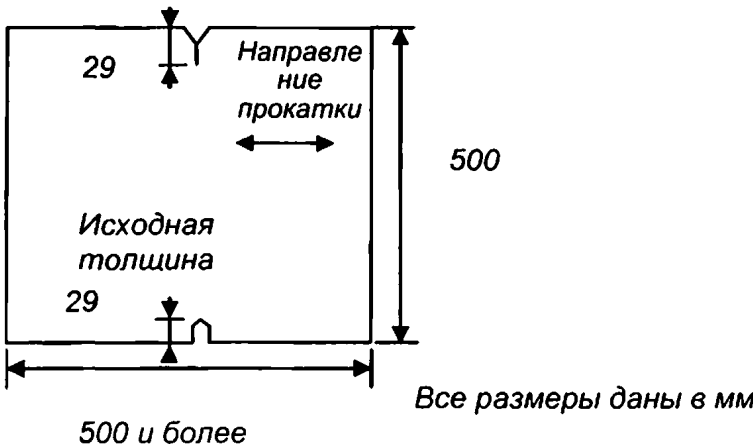 29
Направле
ние
прокатки
500
Исходная
толщина
29
Все размеры даны в мм
500 и более